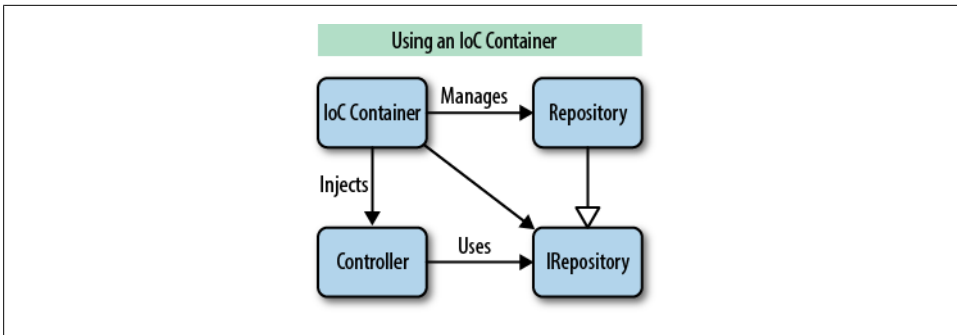 Using an IoC Container
IoC Container
Manages
Repository
Injects
Controller
Uses
IRepository